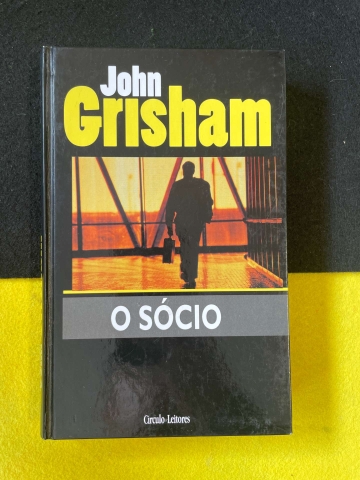 John
Grisham
O SÓCIO
Círculo-Leitores